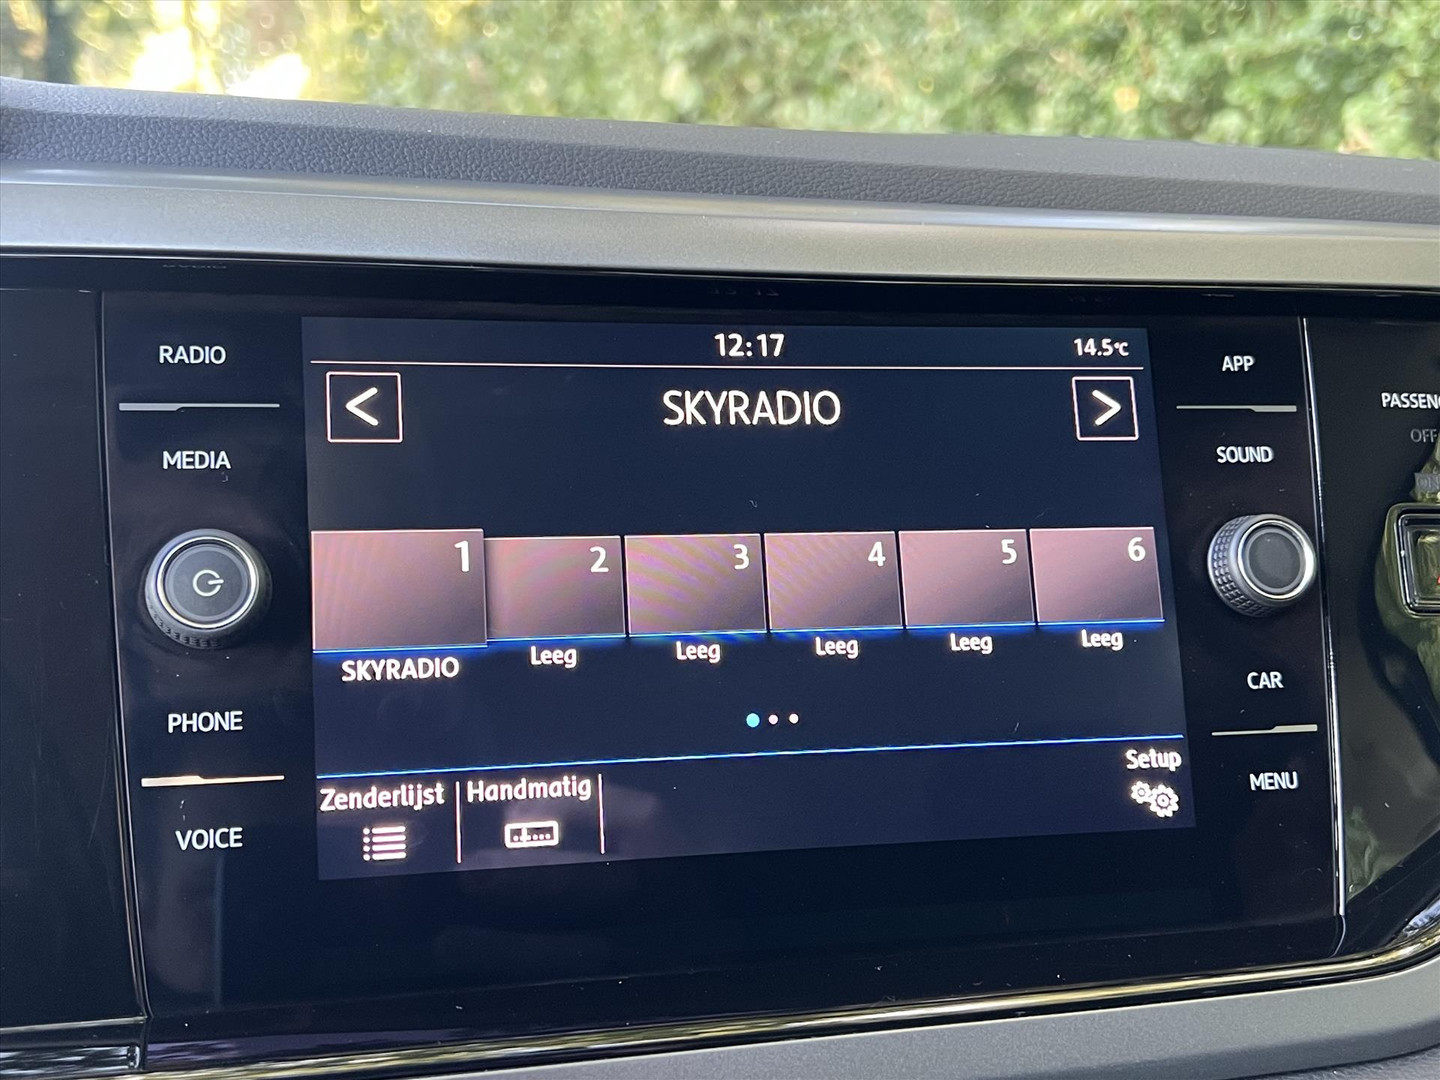 RADIO
MEDIA
PHONE
VOICE
12:17
14.5°C
<
SKYRADIO
>
1
2
3
4
5
6
SKYRADIO
Leeg
Leeg
Leeg
Leeg
Leeg
Zenderlijst
Handmatig
Setup
APP
SOUND
CAR
MENU
PASSENG
OFF